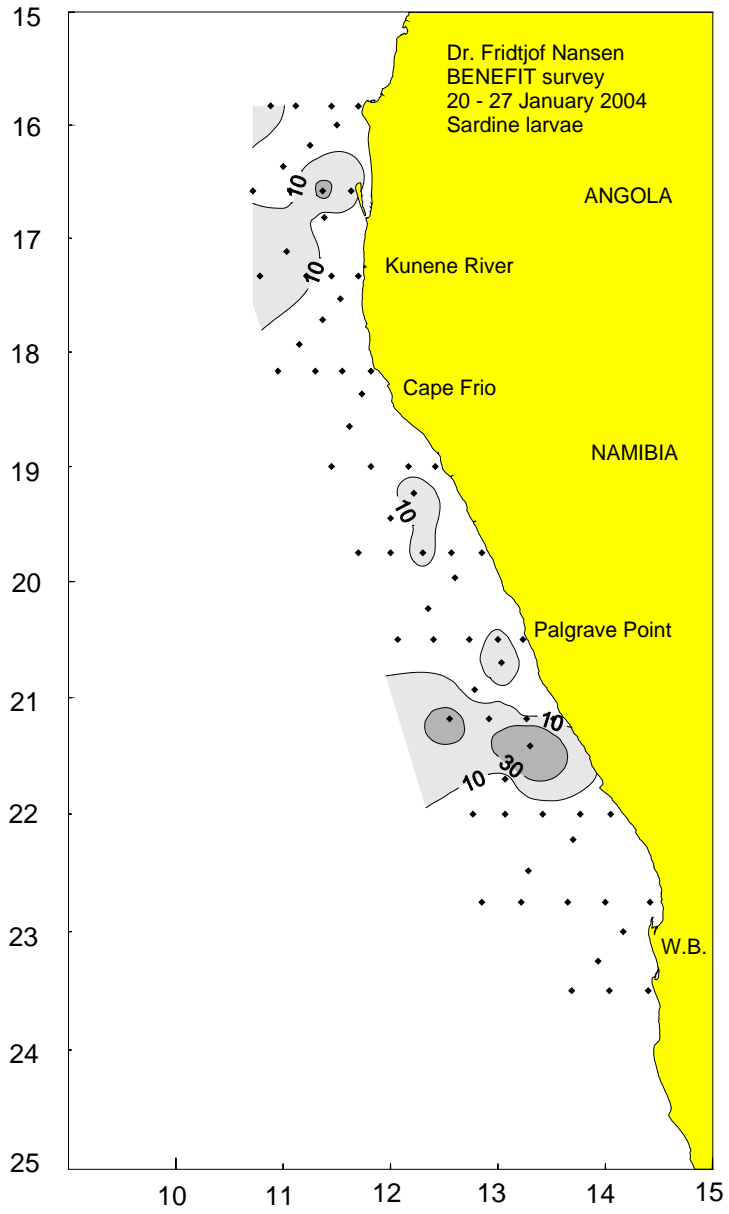 15
Dr. Fridtjof Nansen
BENEFIT survey
20 - 27 January 2004
Sardine larvae
16
10
ANGOLA
17
10
Kunene River
18
Cape Frio
NAMIBIA
19
10
20
Palgrave Point
21
10
30
10
22
23
W.B.
24
25
10
11
12
13
14
15